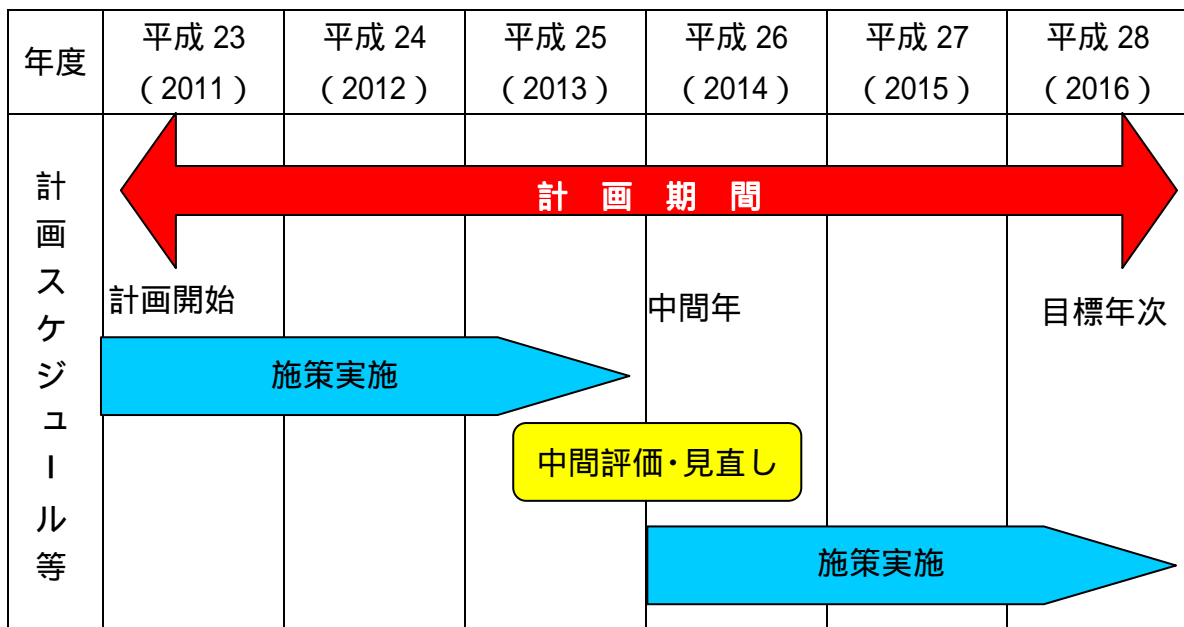 年度
平成 23
（2011）
平成 24
（2012）
平成 25
（2013）
平成 26
（2014）
平成 27
（2015）
平成 28
（2016）
計画スケジュール等
計画期間
計画開始
中間年
目標年次
施策実施
中間評価・見直し
施策実施